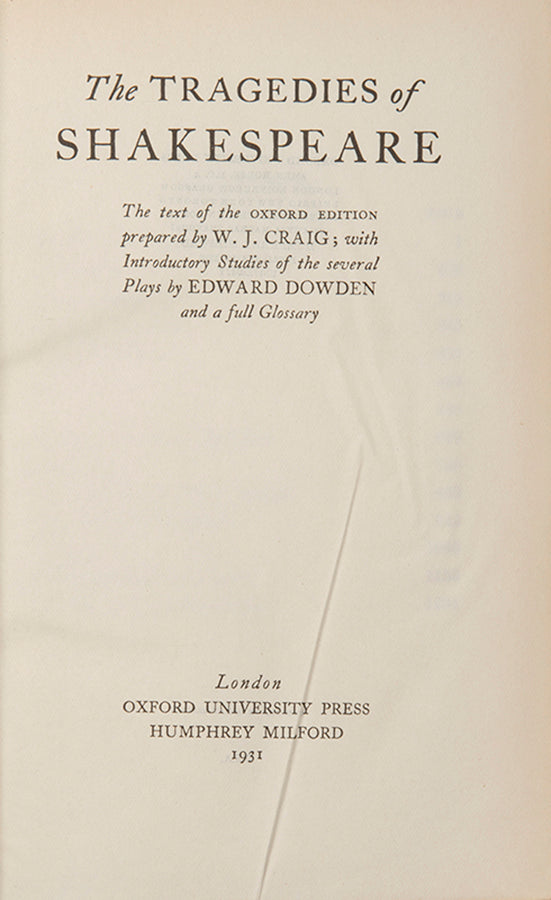 The TRAGEDIES of
SHAKESPEARE
The text of the OXFORD EDITION
prepared by W. J. CRAIG; with
Introductory Studies of the several
Plays by EDWARD DOWDEN
and a full Glossary
London
OXFORD UNIVERSITY PRESS
HUMPHREY MILFORD
1931